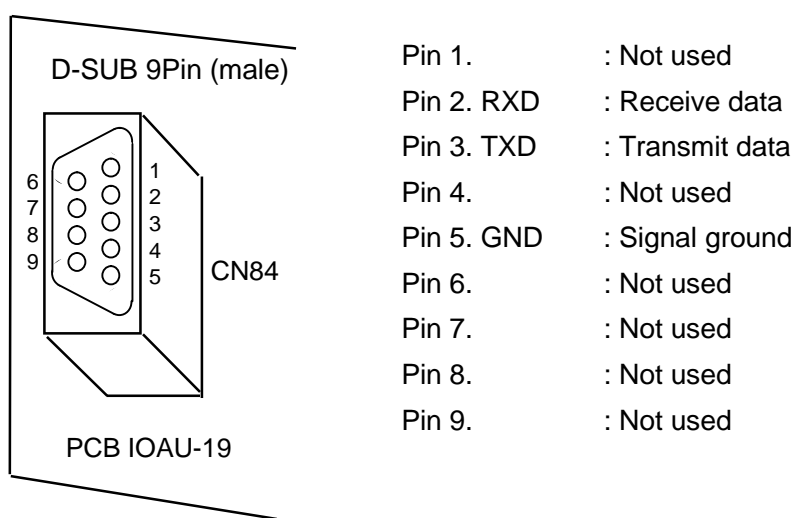 D-SUB 9Pin (male)
6
7
8
9
1
2
3
4
5
CN84
PCB IOAU-19
Pin 1. : Not used
Pin 2. RXD : Receive data
Pin 3. TXD : Transmit data
Pin 4. : Not used
Pin 5. GND : Signal ground
Pin 6. : Not used
Pin 7. : Not used
Pin 8. : Not used
Pin 9. : Not used